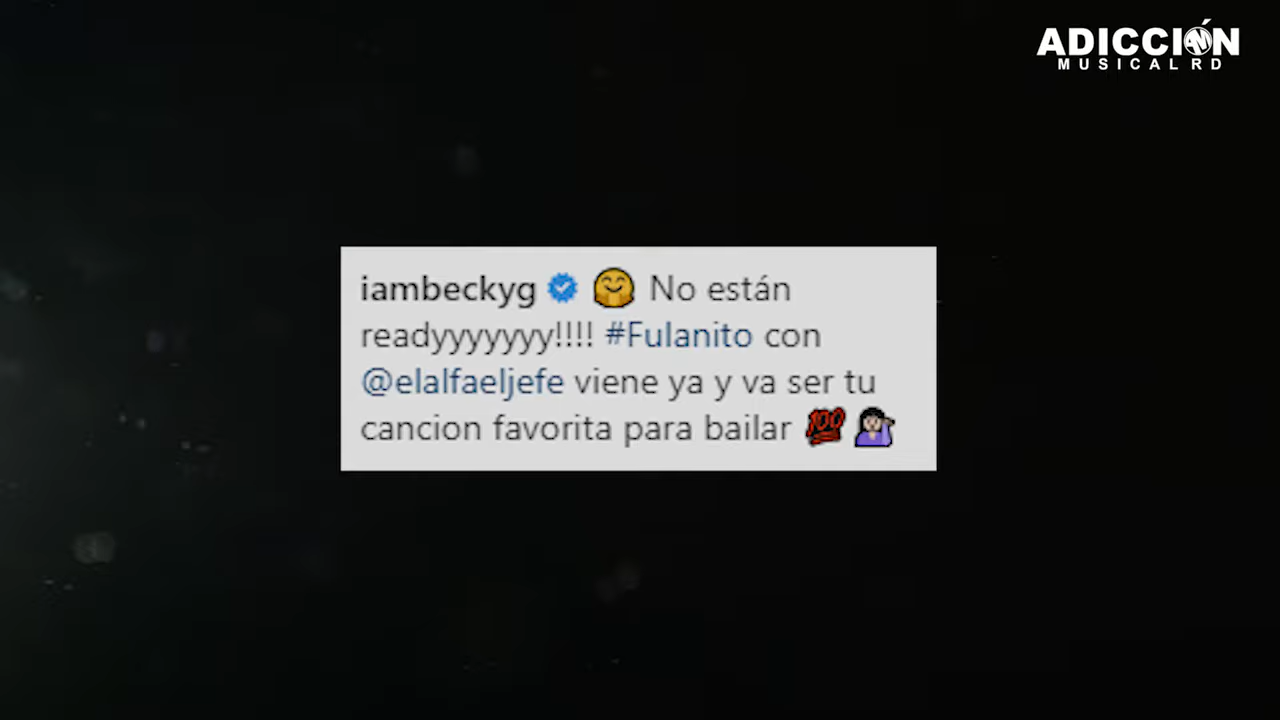 ADICCIÓN
MUSICAL RD
iambeckyg 🤗 No están
readyyyyyyy!!!! #Fulanito con
@elalfaeljefe viene ya y va ser tu
cancion favorita para bailar 💯💁🏻‍♀️